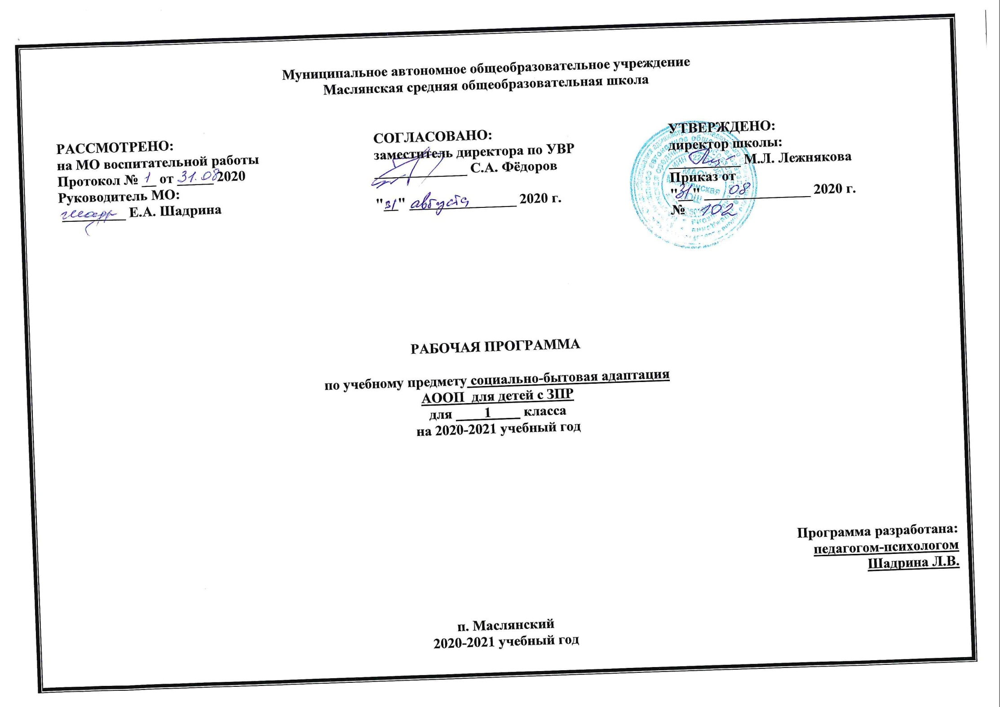 Муниципальное автономное общеобразовательное учреждение
Маслянская средняя общеобразовательная школа
РАССМОТРЕНО:
на МО воспитательной работы
Протокол № 1 от 31.08 2020
Руководитель МО:
Е.А. Шадрина
СОГЛАСОВАНО:
заместитель директора по УВР
С.А. Фёдоров
"31" августа 2020 г.
УТВЕРЖДЕНО:
директор школы:
М.Л. Лежнякова
Приказ от
"31" 08 2020 г.
№ 102
РАБОЧАЯ ПРОГРАММА
по учебному предмету социально-бытовая адаптация
АООП для детей с ЗПР
для 1 класса
на 2020-2021 учебный год
Программа разработана:
педагогом-психологом
Шадрина Л.В.
п. Маслянский
2020-2021 учебный год